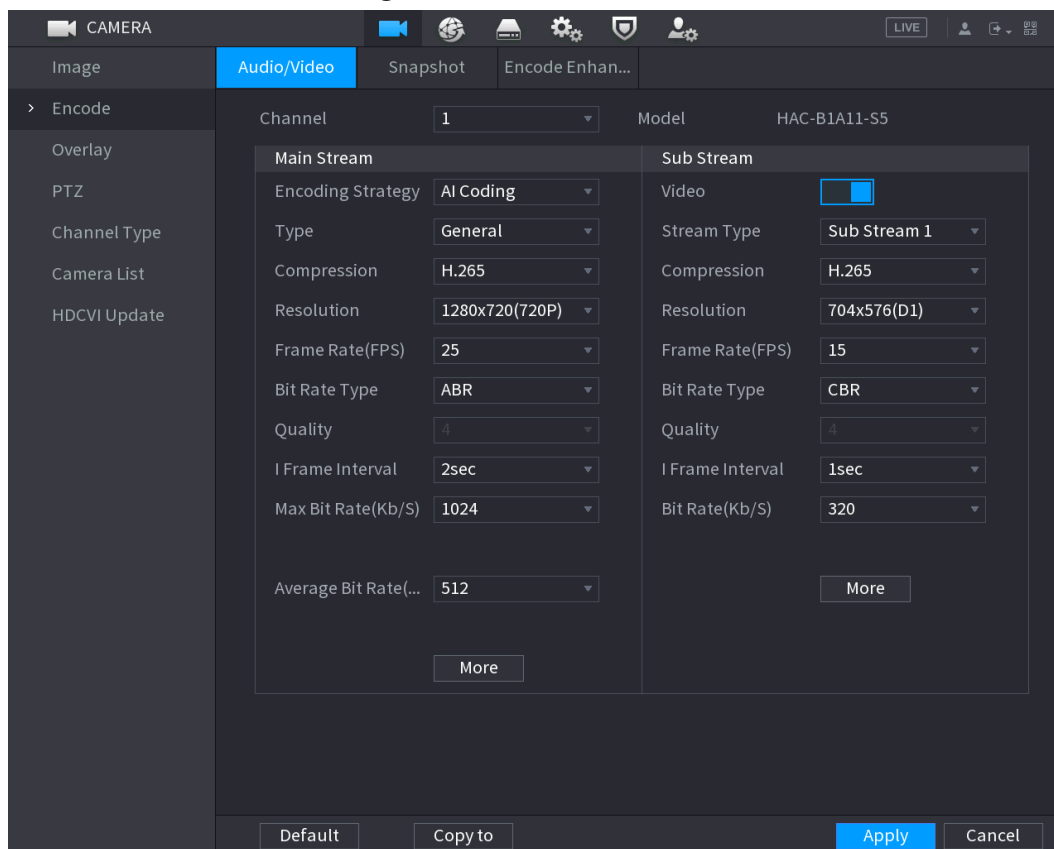 CAMERA LIVE
Image Audio/Video Snapshot Encode Enhan...
Encode
Overlay
PTZ
Channel Type
Camera List
HDCVI Update
Channel 1 Model HAC-B1A11-S5
Main Stream Sub Stream
Encoding Strategy AI Coding Video
Type General Stream Type Sub Stream 1
Compression H.265 Compression H.265
Resolution 1280x720(720P) Resolution 704x576(D1)
Frame Rate(FPS) 25 Frame Rate(FPS) 15
Bit Rate Type ABR Bit Rate Type CBR
Quality 4 Quality 4
I Frame Interval 2sec I Frame Interval 1sec
Max Bit Rate(Kb/S) 1024 Bit Rate(Kb/S) 320
Average Bit Rate(... 512 More
More
Default Copy to Apply Cancel